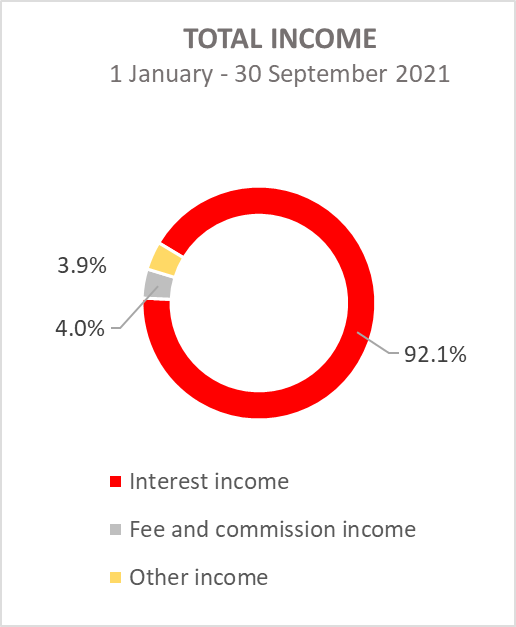 TOTAL INCOME
1 January - 30 September 2021
3.9%
4.0%
92.1%
Interest income
Fee and commission income
Other income